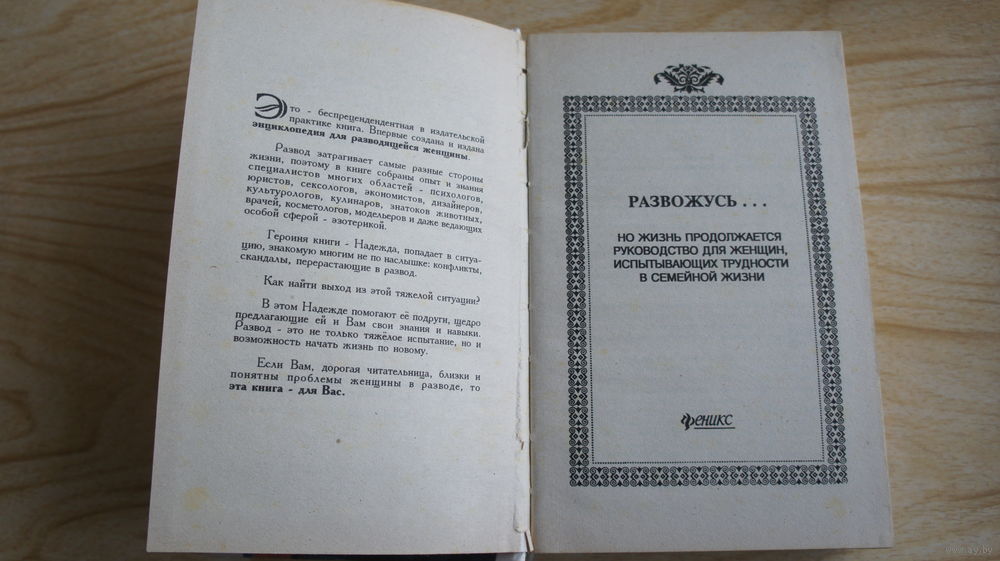 Это - беспрецендендентная в издательской
практике книга. Впервые создана и издана
энциклопедия для разводящейся женщины.
Развод затрагивает самые разные стороны
жизни, поэтому в книге собраны опыт и знания
специалистов многих областей - психологов,
юристов, сексологов, экономистов, дизайнеров,
культурологов, кулинаров, знатоков животных,
врачей, косметологов, модельеров и даже ведающих
особой сферой - эзотерикой.
Героиня книги - Надежда, попадает в ситуа-
цию, знакомую многим не по наслышке: конфликты,
скандалы, перерастающие в развод.
Как найти выход из этой тяжелой ситуации?
В этом Надежде помогают её подруги, щедро
предлагающие ей и Вам свои знания и навыки.
Развод - это не только тяжёлое испытание, но и
возможность начать жизнь по новому.
Если Вам, дорогая читательница, близки и
понятны проблемы женщины в разводе, то
эта книга - для Вас.
РАЗВОЖУСЬ . . .
НО ЖИЗНЬ ПРОДОЛЖАЕТСЯ
РУКОВОДСТВО ДЛЯ ЖЕНЩИН,
ИСПЫТЫВАЮЩИХ ТРУДНОСТИ
В СЕМЕЙНОЙ ЖИЗНИ
Феникс
www.ay.by